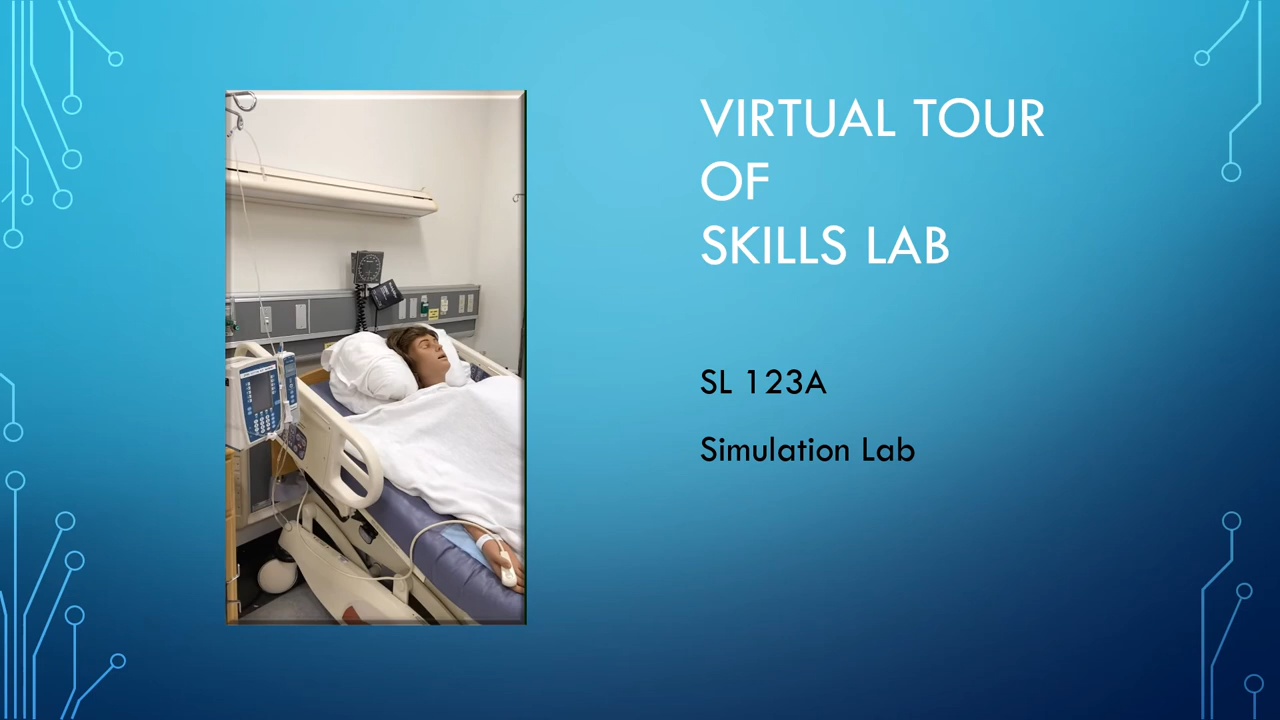 VIRTUAL TOUR
OF
SKILLS LAB
SL 123A
Simulation Lab